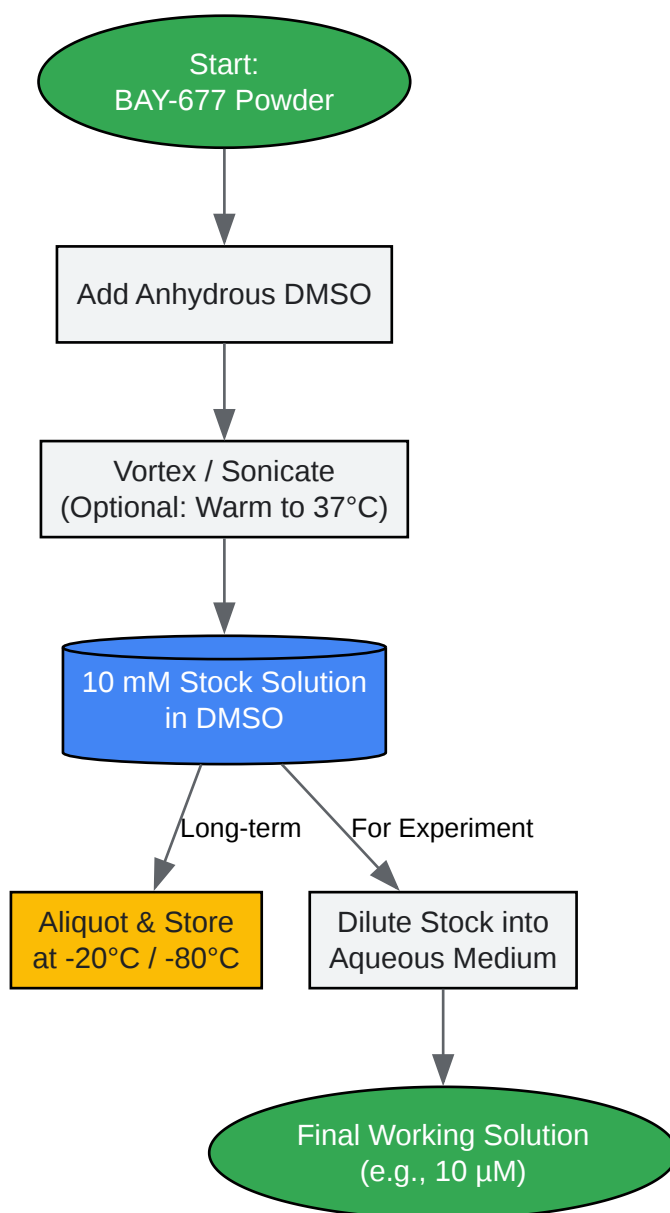 Start:
BAY-677 Powder
Add Anhydrous DMSO
Vortex / Sonicate
(Optional: Warm to 37°C)
10 mM Stock Solution
in DMSO
Long-term
For Experiment
Aliquot & Store
at -20°C / -80°C
Dilute Stock into
Aqueous Medium
Final Working Solution
(e.g., 10 µM)